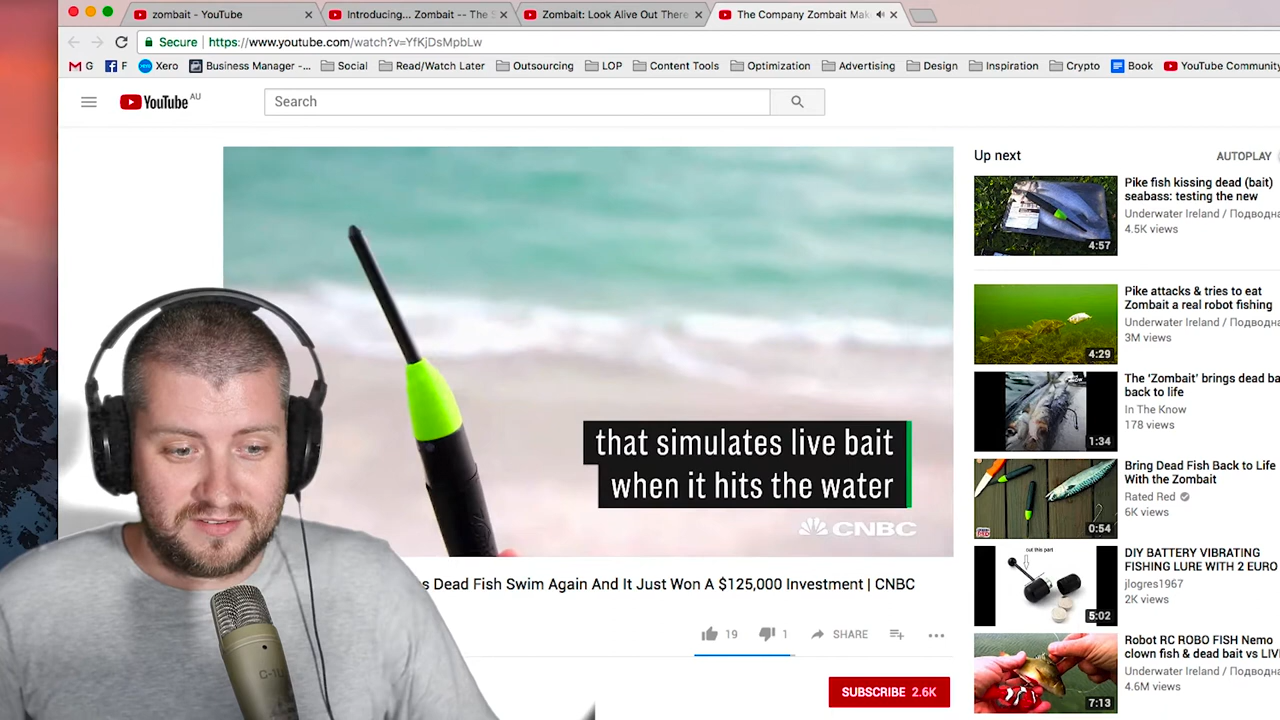 zombait - YouTube
Introducing... Zombait -- The S
Zombait: Look Alive Out There
The Company Zombait Mak
Secure
https://www.youtube.com/watch?v=YfKjDsMpbLw
G
F
Xero
Business Manager -...
Social
Read/Watch Later
Outsourcing
LOP
Content Tools
Optimization
Advertising
Design
Inspiration
Crypto
Book
YouTube Community
YouTube AU
Search
Up next
AUTOPLAY
Pike fish kissing dead (bait)
seabass: testing the new
Underwater Ireland / Подводна
4.5K views
4:57
Pike attacks & tries to eat
Zombait a real robot fishing
Underwater Ireland / Подводна
3M views
4:29
The 'Zombait' brings dead ba
back to life
In The Know
178 views
1:34
Bring Dead Fish Back to Life
With the Zombait
Rated Red
6K views
0:54
DIY BATTERY VIBRATING
FISHING LURE WITH 2 EURO
jlogres1967
2K views
out this part
5:02
Robot RC ROBO FISH Nemo
clown fish & dead bait vs LIVI
Underwater Ireland / Подводна
4.6M views
7:13
that simulates live bait
when it hits the water
CNBC
s Dead Fish Swim Again And It Just Won A $125,000 Investment | CNBC
19
1
SHARE
SUBSCRIBE 2.6K
C-1U